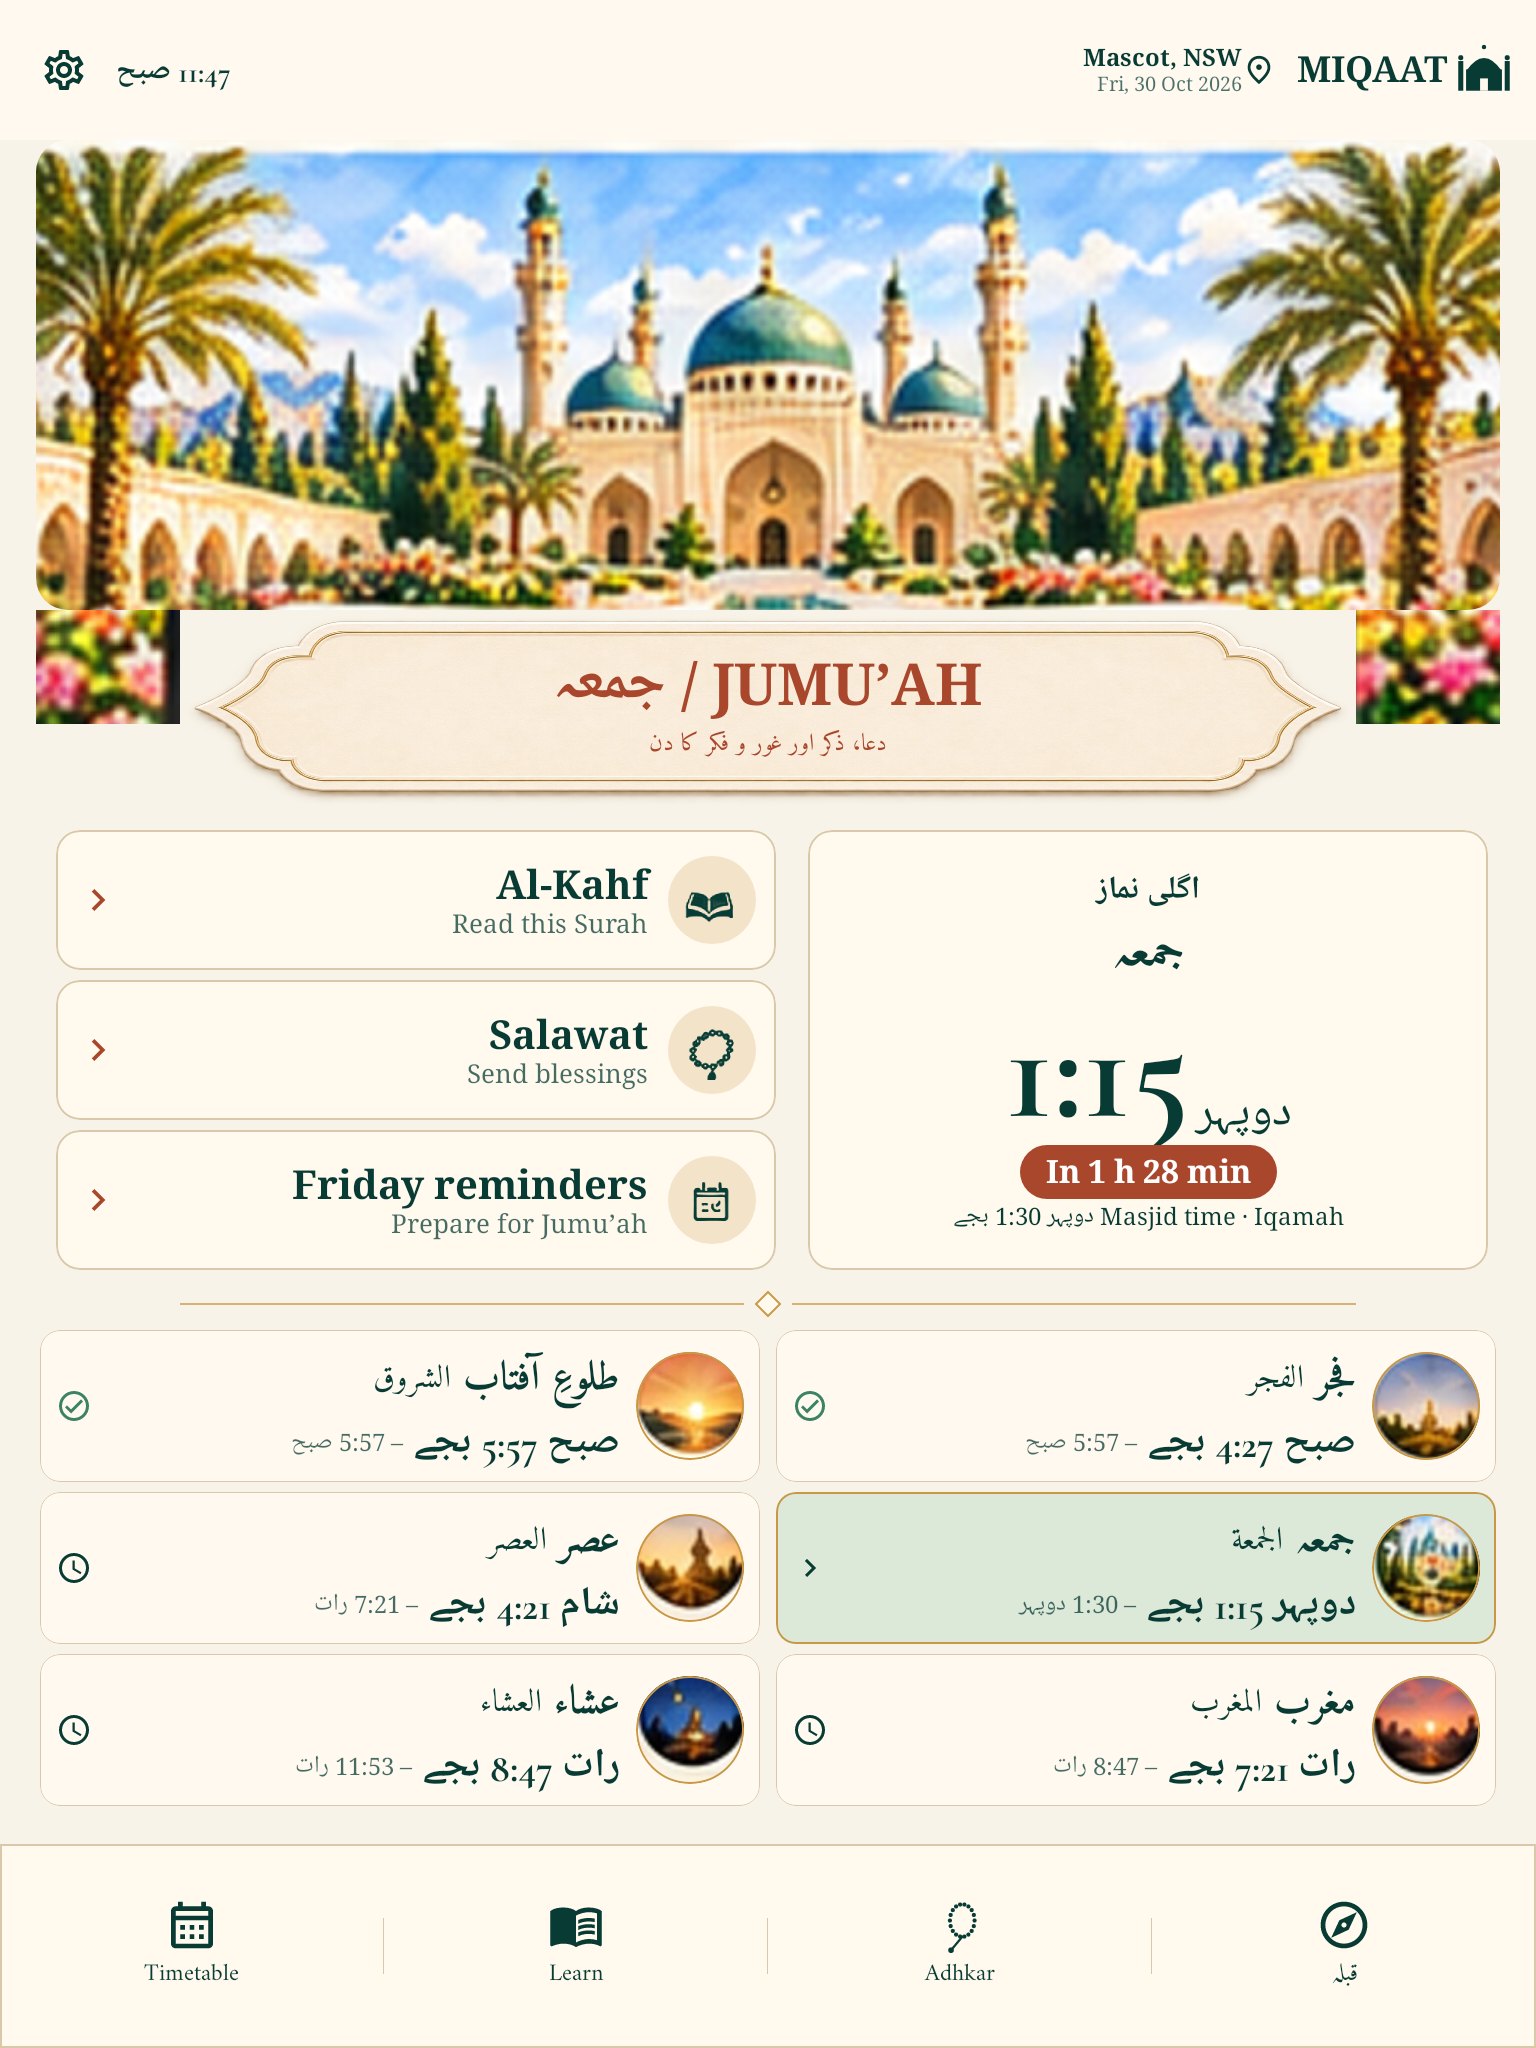 MIQAAT
Mascot, NSW
Fri, 30 Oct 2026
11:47 صبح
جمعہ / JUMU’AH
دعا، ذکر اور غور و فکر کا دن
اگلی نماز
جمعہ
1:15 دوپہر
In 1 h 28 min
Masjid time · Iqamah دوپہر 1:30 بجے
Al-Kahf
Read this Surah
Salawat
Send blessings
Friday reminders
Prepare for Jumu’ah
فجر الفجر
صبح 4:27 بجے – 5:57 صبح
طلوعِ آفتاب الشروق
صبح 5:57 بجے – 5:57 صبح
جمعہ الجمعة
دوپہر 1:15 بجے – 1:30 دوپہر
عصر العصر
شام 4:21 بجے – 7:21 رات
مغرب المغرب
رات 7:21 بجے – 8:47 رات
عشاء العشاء
رات 8:47 بجے – 11:53 رات
قبلہ
Adhkar
Learn
Timetable